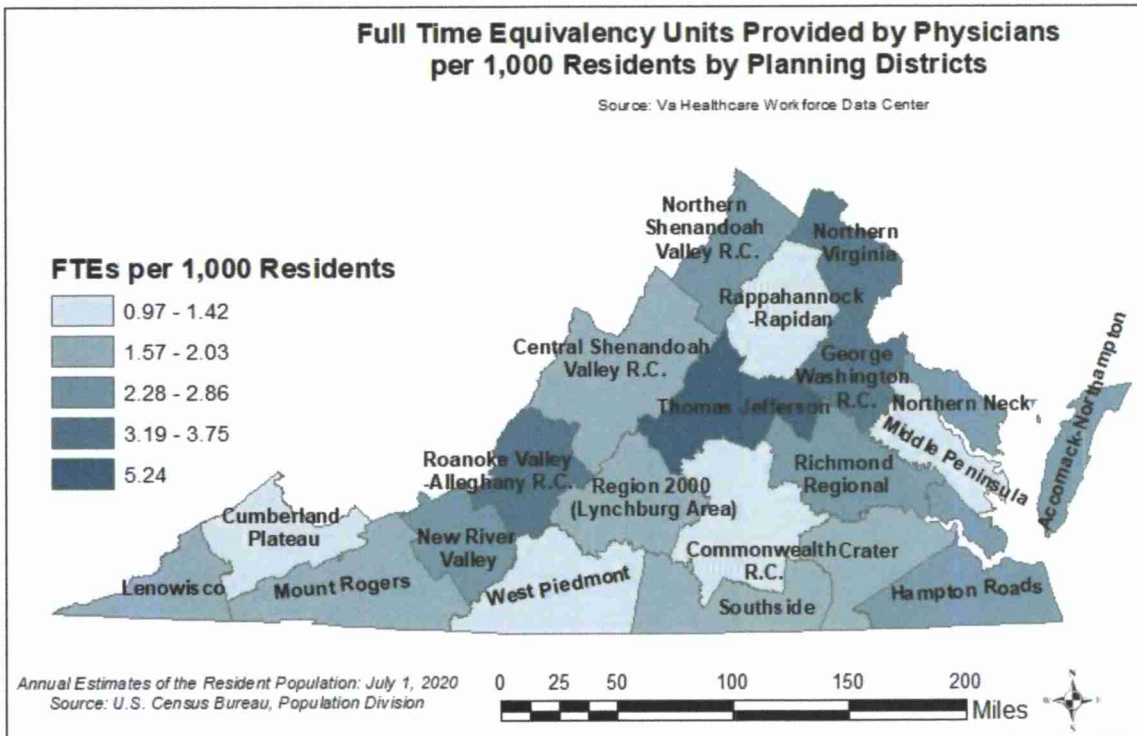 Full Time Equivalency Units Provided by Physicians
per 1,000 Residents by Planning Districts
Source: Va Healthcare Workforce Data Center
FTEs per 1,000 Residents
0.97 - 1.42
1.57 - 2.03
2.28 - 2.86
3.19 - 3.75
5.24
Northern
Shenandoah
Valley R.C.
Northern
Virginia
Rappahannock
-Rapidan
Central Shenandoah
Valley R.C.
George
Washington
R.C.
Thomas Jefferson
Northern Neck
Middle Peninsula
Accomack-Northampton
Roanoke Valley
-Alleghany R.C.
Region 2000
(Lynchburg Area)
Richmond
Regional
Cumberland
Plateau
New River
Valley
Commonwealth
R.C.
Crater
Lenowisco
Mount Rogers
West Piedmont
Southside
Hampton Roads
Annual Estimates of the Resident Population: July 1, 2020
Source: U.S. Census Bureau, Population Division
0 25 50 100 150 200
Miles